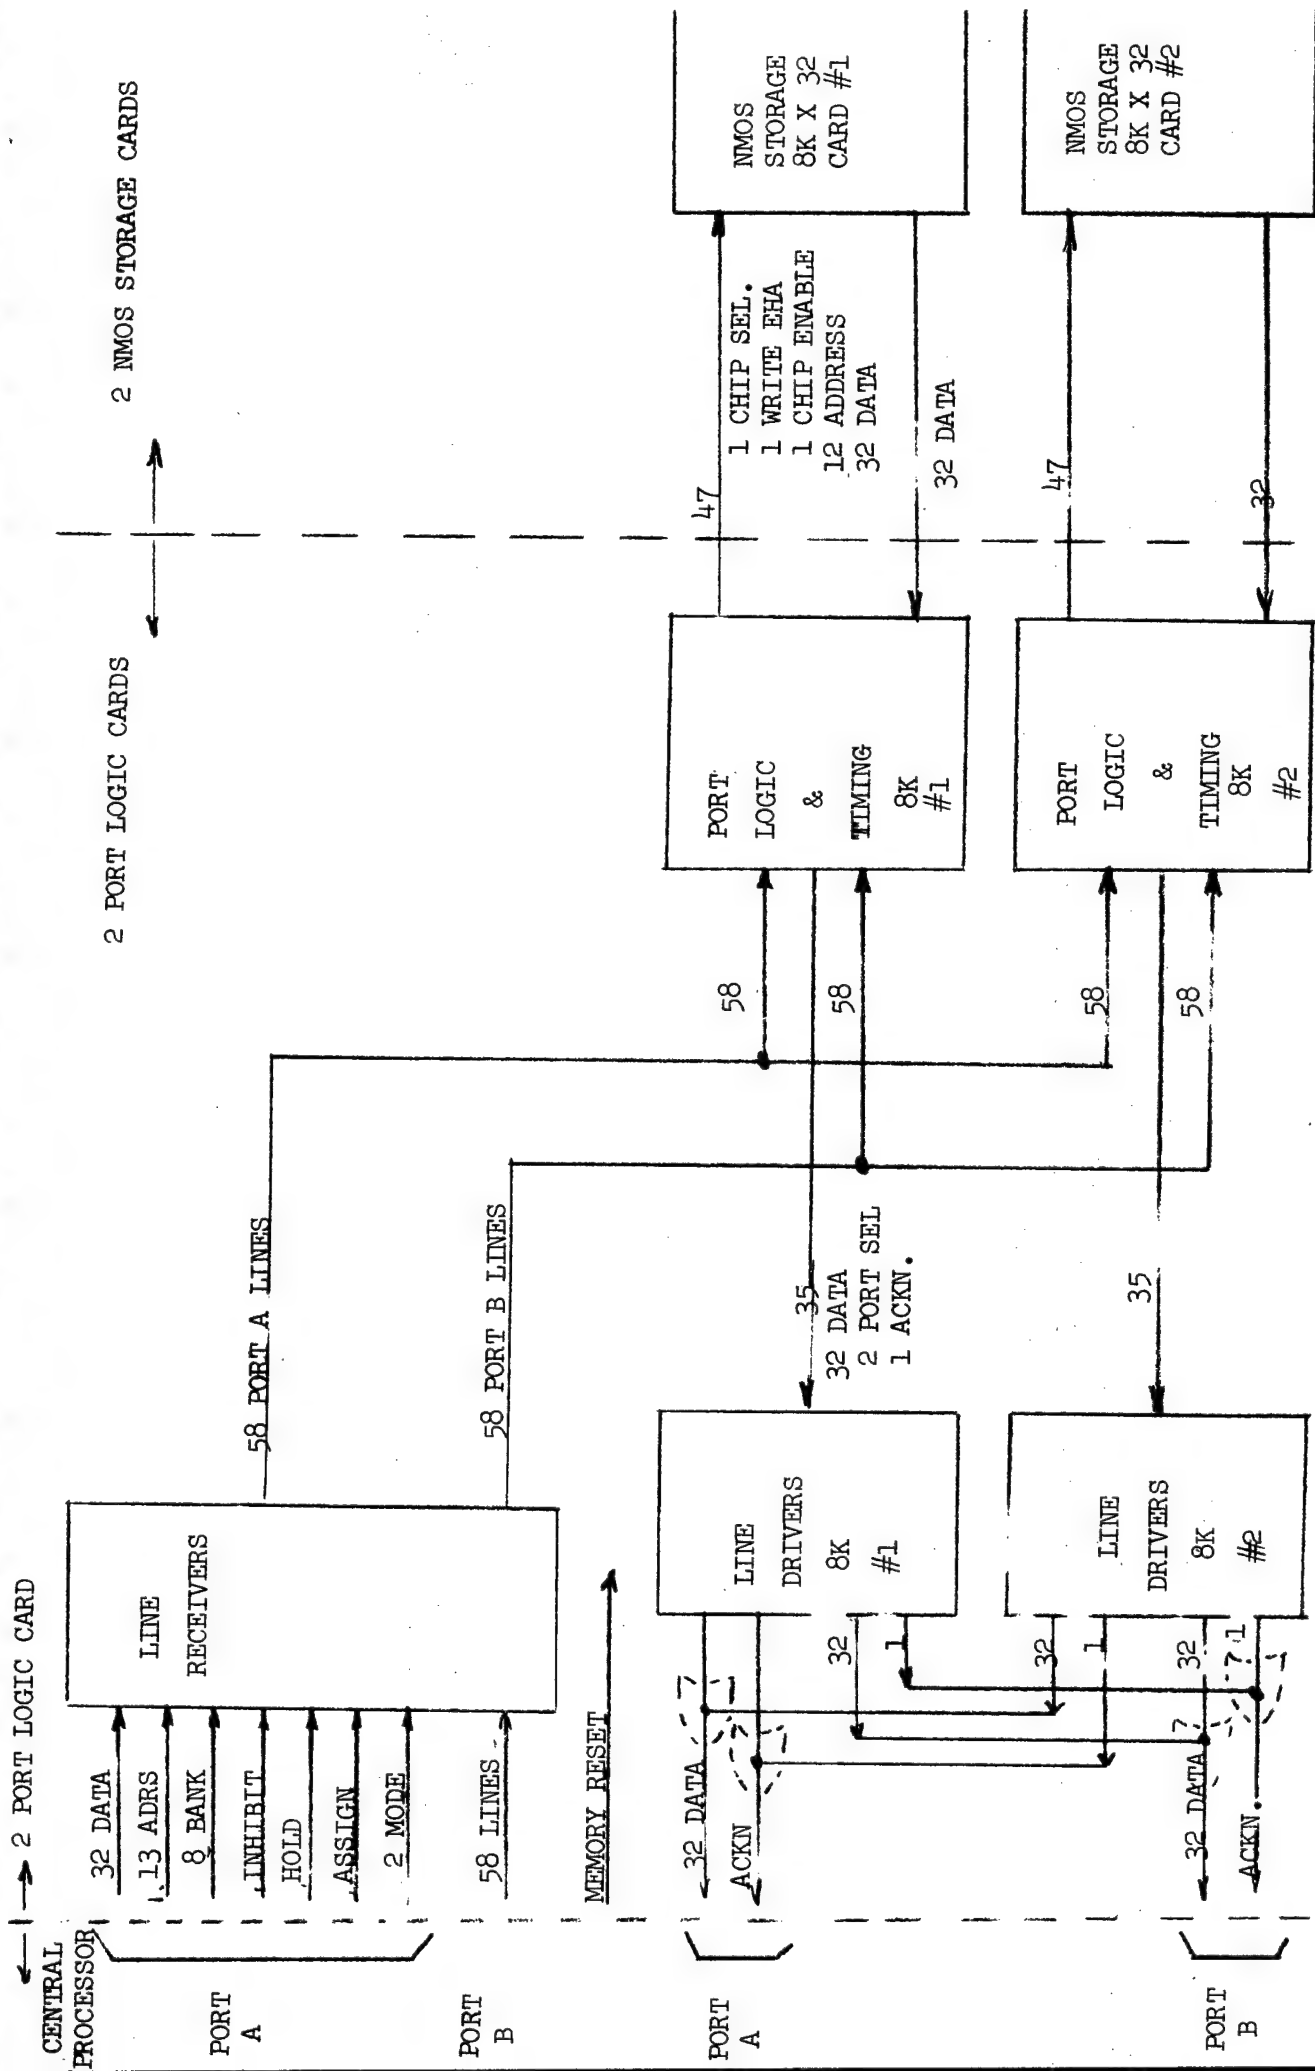 CENTRAL
PROCESSOR
2 PORT LOGIC CARD
2 PORT LOGIC CARDS
2 NMOS STORAGE CARDS
PORT
A
32 DATA
13 ADRS
8 BANK
INHIBIT
HOLD
ASSIGN
2 MODE
PORT
B
58 LINES
LINE
RECEIVERS
58 PORT A LINES
58 PORT B LINES
MEMORY RESET
PORT
A
32 DATA
ACKN
32
1
LINE
DRIVERS
8K
#1
35
32 DATA
2 PORT SEL
1 ACKN.
58
58
PORT
LOGIC
&
TIMING
8K
#1
47
1 CHIP SEL.
1 WRITE EHA
1 CHIP ENABLE
12 ADDRESS
32 DATA
32 DATA
NMOS
STORAGE
8K X 32
CARD #1
PORT
B
32 DATA
ACKN.
32
1
32
1
LINE
DRIVERS
8K
#2
35
58
58
PORT
LOGIC
&
TIMING
8K
#2
47
32
NMOS
STORAGE
8K X 32
CARD #2